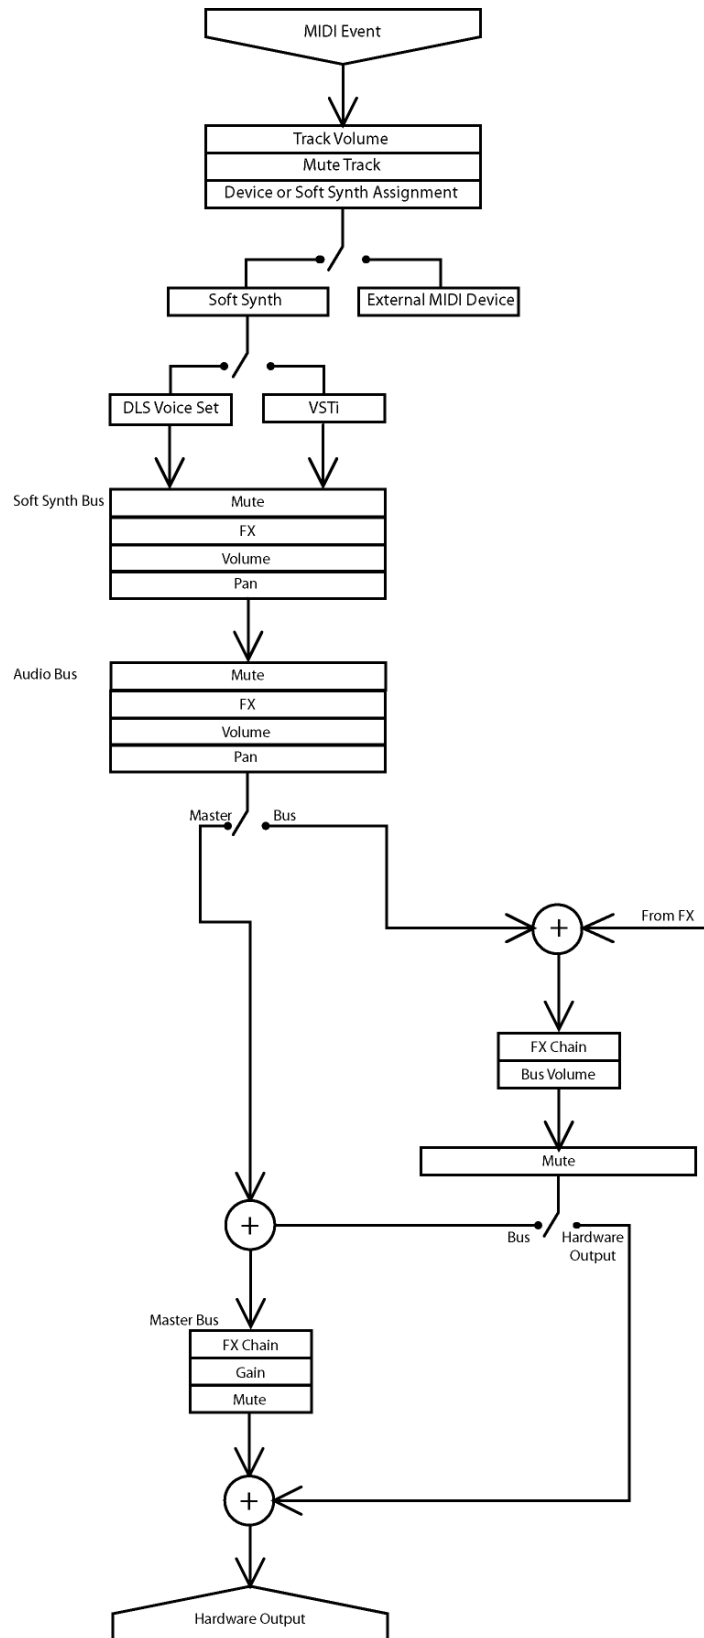 MIDI Event
Track Volume
Mute Track
Device or Soft Synth Assignment
Soft Synth
External MIDI Device
DLS Voice Set
VSTi
Soft Synth Bus
Mute
FX
Volume
Pan
Audio Bus
Mute
FX
Volume
Pan
Master
Bus
From FX
+
FX Chain
Bus Volume
Mute
+
Bus
Hardware
Output
Master Bus
FX Chain
Gain
Mute
+
Hardware Output